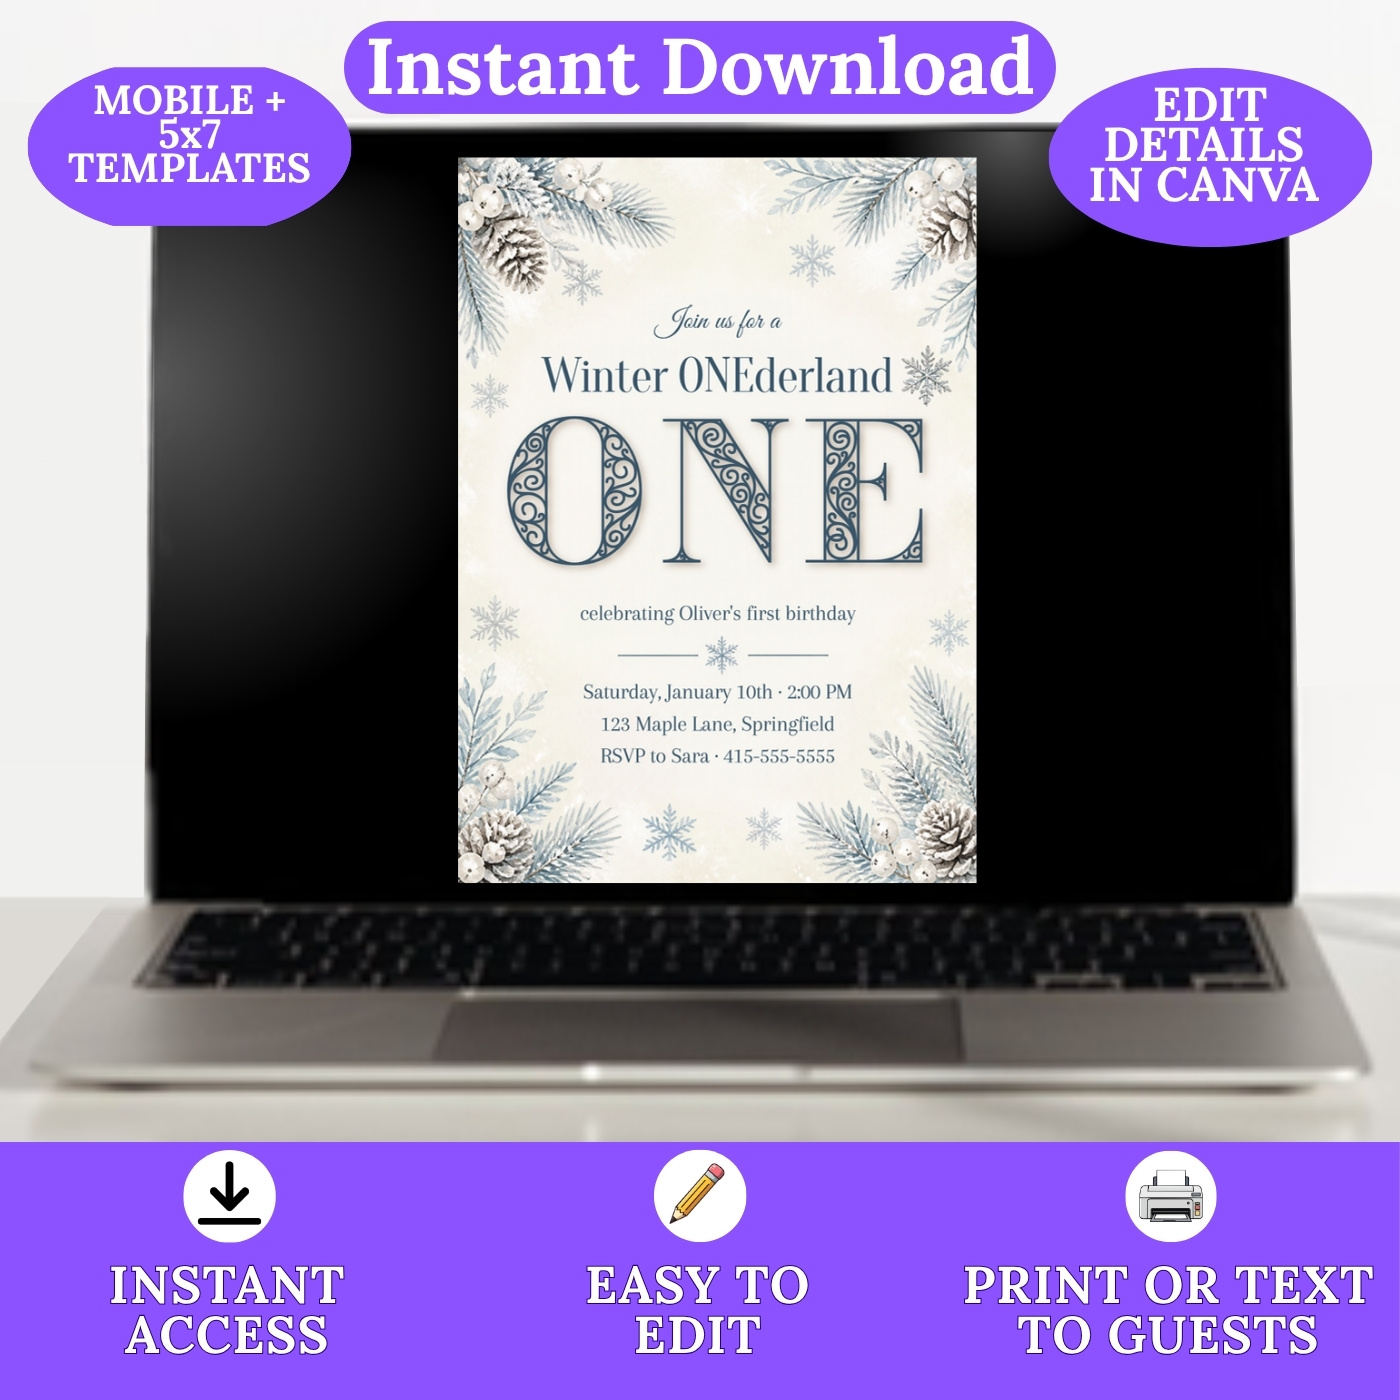 Instant Download
MOBILE +
5x7
TEMPLATES
EDIT
DETAILS
IN CANVA
Join us for a
Winter ONEderland
ONE
celebrating Oliver's first birthday
Saturday, January 10th · 2:00 PM
123 Maple Lane, Springfield
RSVP to Sara · 415-555-5555
INSTANT
ACCESS
EASY TO
EDIT
PRINT OR TEXT
TO GUESTS